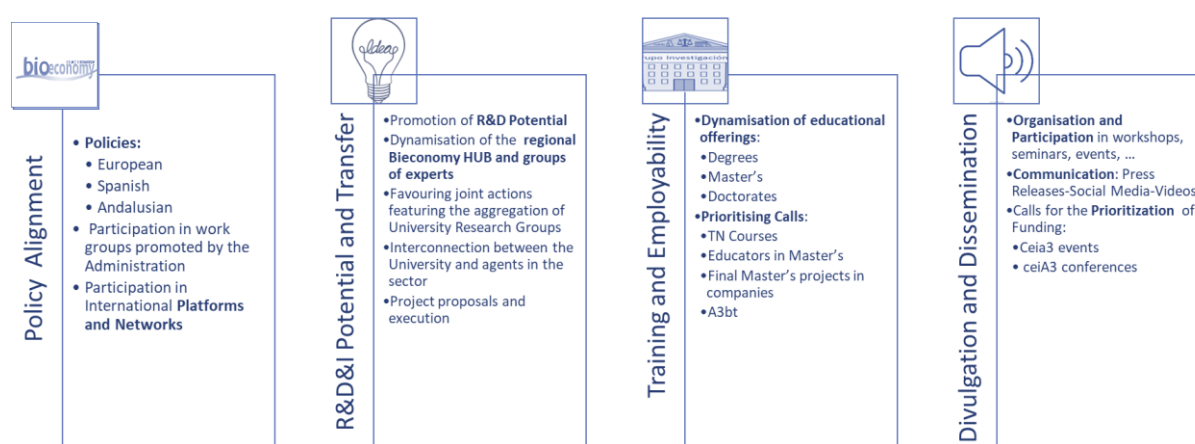 bioeconomy
Policy Alignment
• Policies:
• European
• Spanish
• Andalusian
• Participation in work
groups promoted by the
Administration
• Participation in
International Platforms
and Networks
Idea
R&D&I Potential and Transfer
•Promotion of R&D Potential
•Dynamisation of the regional
Bieconomy HUB and groups
of experts
•Favouring joint actions
featuring the aggregation of
University Research Groups
•Interconnection between the
University and agents in the
sector
•Project proposals and
execution
upo Investigación
Training and Employability
•Dynamisation of educational
offerings:
•Degrees
•Master's
•Doctorates
•Prioritising Calls:
•TN Courses
•Educators in Master's
•Final Master's projects in
companies
•A3bt
Divulgation and Dissemination
•Organisation and
Participation in workshops,
seminars, events, ...
•Communication: Press
Releases-Social Media-Videos
•Calls for the Prioritization of
Funding:
•Ceia3 events
• ceiA3 conferences